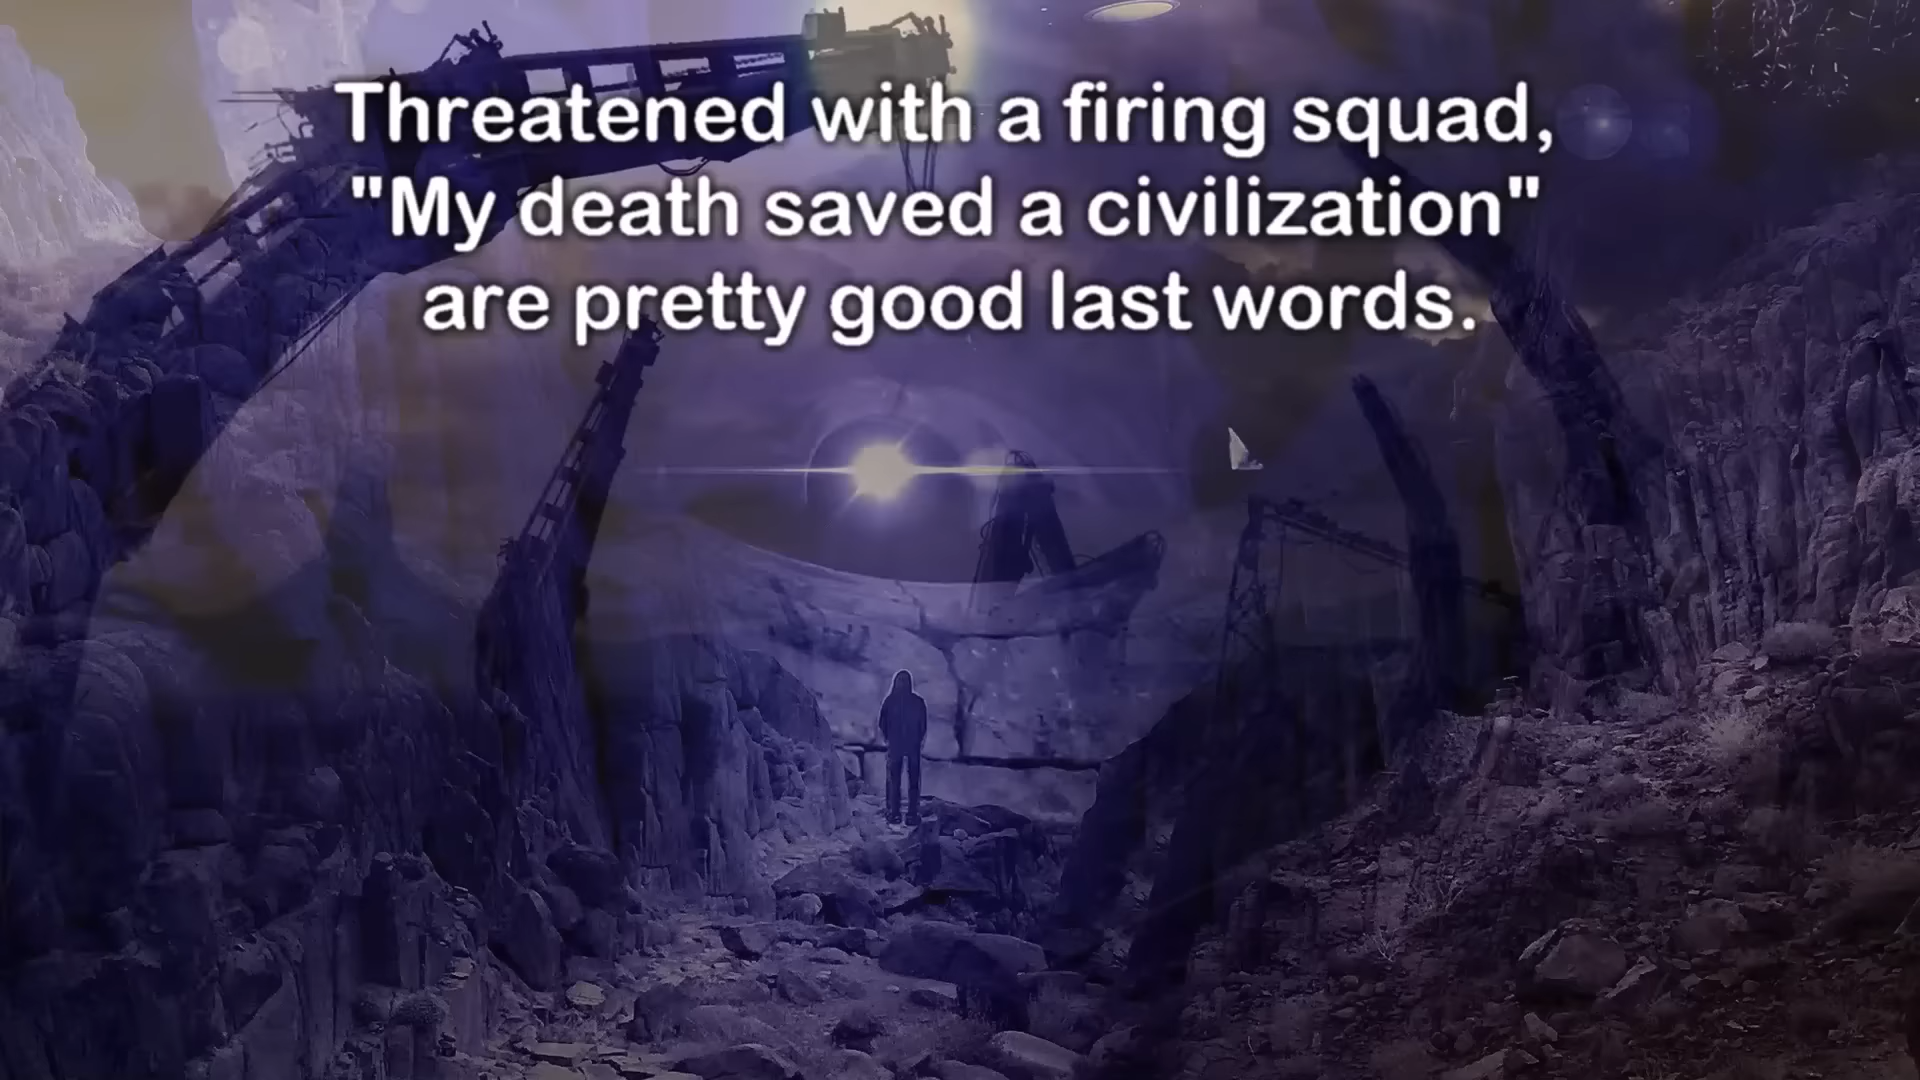 Threatened with a firing squad,
"My death saved a civilization"
are pretty good last words.